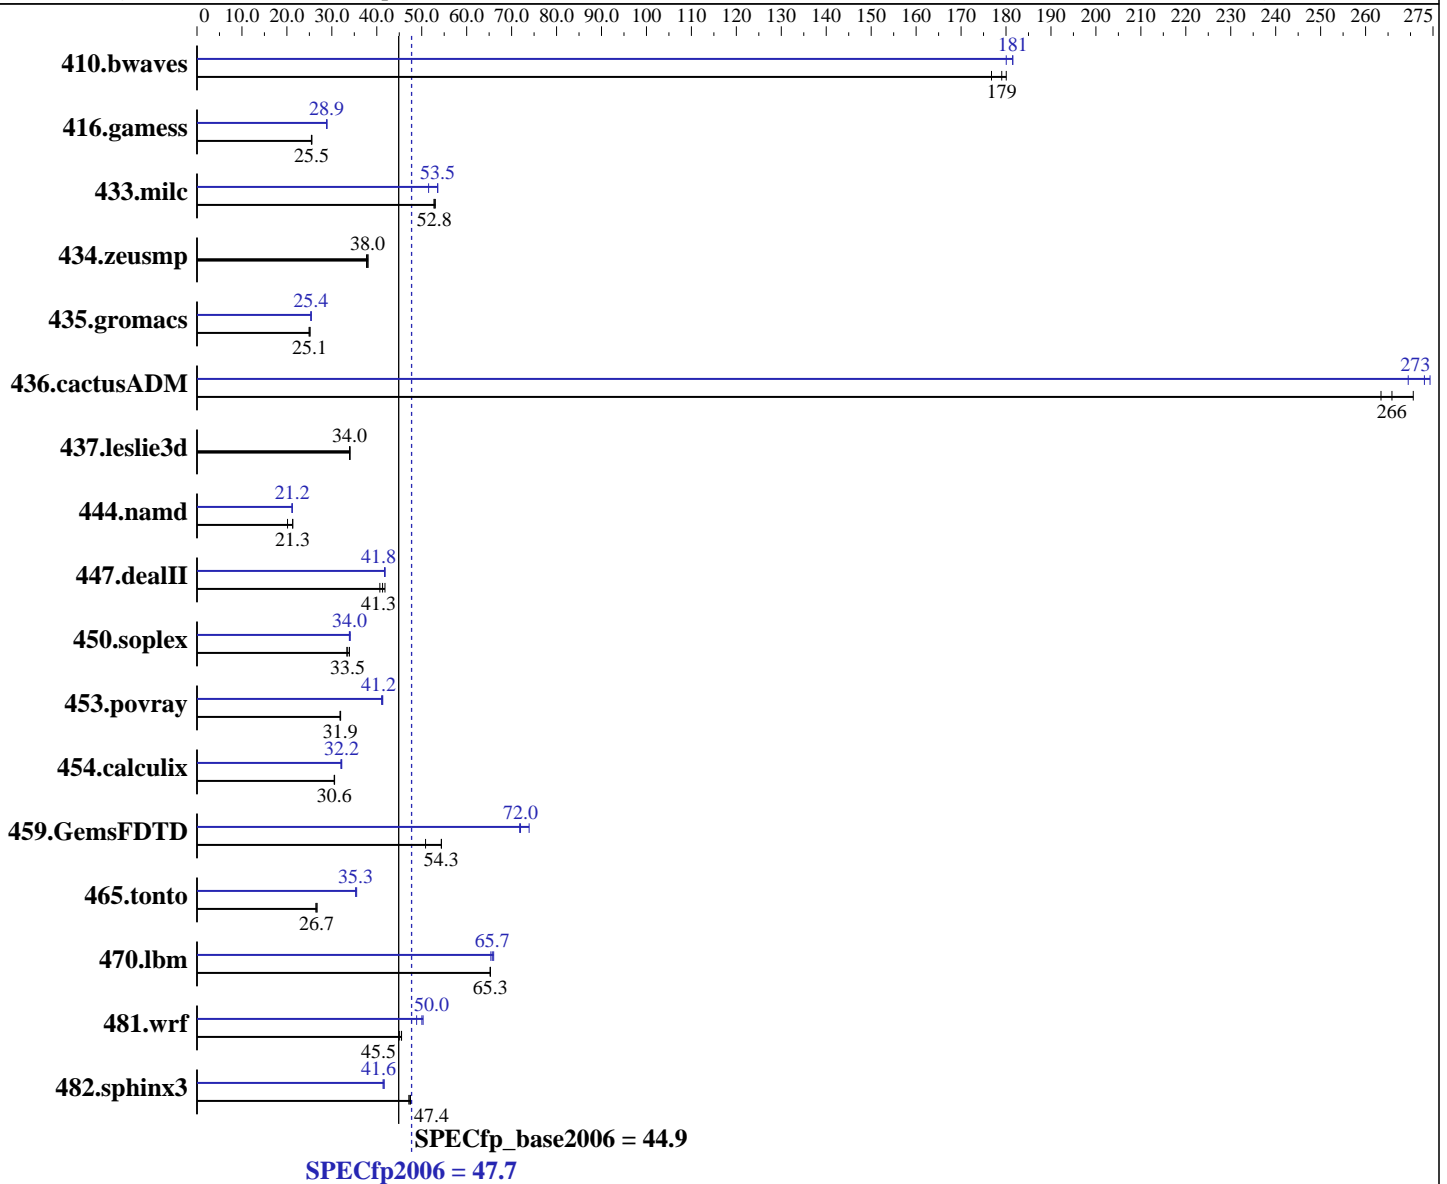 0 10.0 20.0 30.0 40.0 50.0 60.0 70.0 80.0 90.0 100 110 120 130 140 150 160 170 180 190 200 210 220 230 240 250 260 275
181
410.bwaves
179
28.9
416.gamess
25.5
53.5
433.milc
52.8
38.0
434.zeusmp
25.4
435.gromacs
25.1
273
436.cactusADM
266
34.0
437.leslie3d
21.2
444.namd
21.3
41.8
447.dealII
41.3
34.0
450.soplex
33.5
41.2
453.povray
31.9
32.2
454.calculix
30.6
72.0
459.GemsFDTD
54.3
35.3
465.tonto
26.7
65.7
470.lbm
65.3
50.0
481.wrf
45.5
41.6
482.sphinx3
47.4
SPECfp_base2006 = 44.9
SPECfp2006 = 47.7